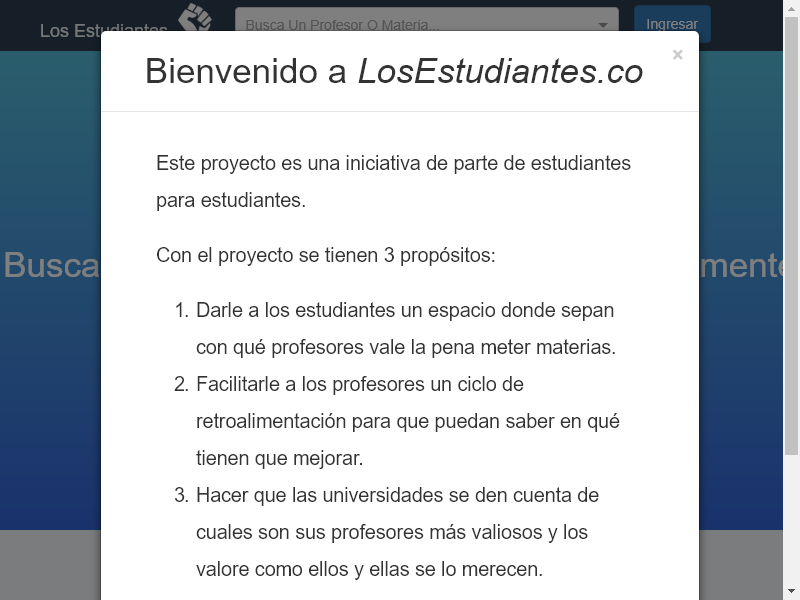 Los Estudiantes
Busca Un Profesor O Materia...
Ingresar
×
Bienvenido a LosEstudiantes.co
Este proyecto es una iniciativa de parte de estudiantes
para estudiantes.
Con el proyecto se tienen 3 propósitos:
1. Darle a los estudiantes un espacio donde sepan
con qué profesores vale la pena meter materias.
2. Facilitarle a los profesores un ciclo de
retroalimentación para que puedan saber en qué
tienen que mejorar.
3. Hacer que las universidades se den cuenta de
cuales son sus profesores más valiosos y los
valore como ellos y ellas se lo merecen.
Busca